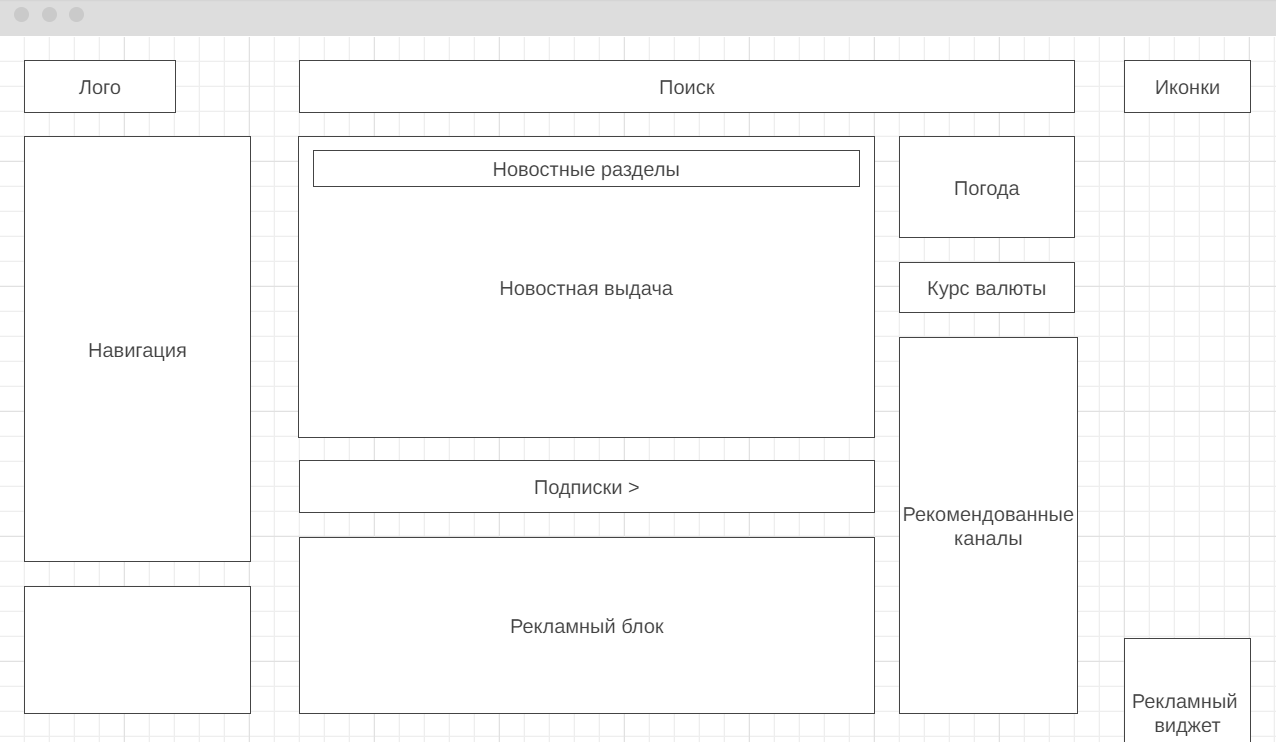 Лого
Поиск
Иконки
Навигация
Новостные разделы
Новостная выдача
Подписки >
Рекламный блок
Погода
Курс валюты
Рекомендованные
каналы
Рекламный
виджет